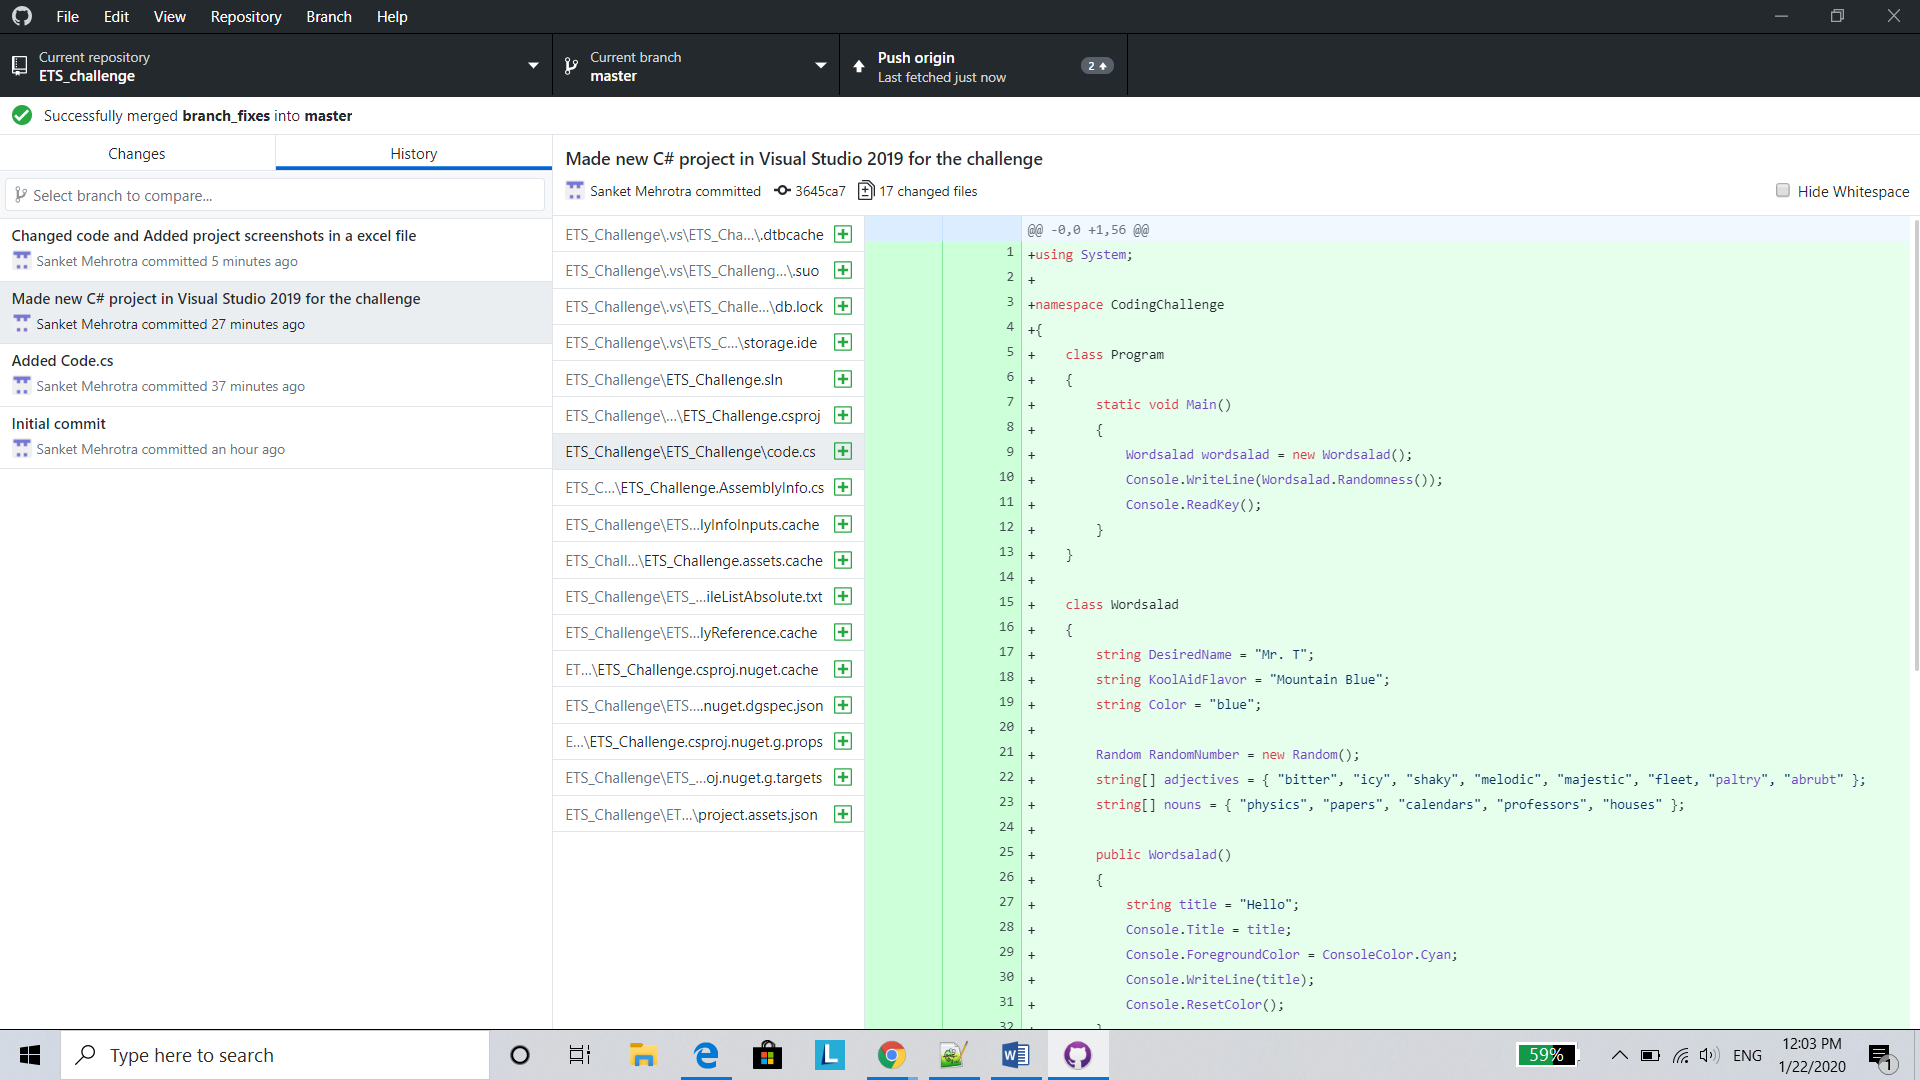 File Edit View Repository Branch Help
Current repository
ETS_challenge
Current branch
master
Push origin
Last fetched just now
2
Successfully merged branch_fixes into master
Changes History
Select branch to compare...
Changed code and Added project screenshots in a excel file
Sanket Mehrotra committed 5 minutes ago
Made new C# project in Visual Studio 2019 for the challenge
Sanket Mehrotra committed 27 minutes ago
Added Code.cs
Sanket Mehrotra committed 37 minutes ago
Initial commit
Sanket Mehrotra committed an hour ago
Made new C# project in Visual Studio 2019 for the challenge
Sanket Mehrotra committed 3645ca7 17 changed files
Hide Whitespace
ETS_Challenge\.vs\ETS_Cha...\.dtbcache
ETS_Challenge\.vs\ETS_Challeng...\.suo
ETS_Challenge\.vs\ETS_Challe...\db.lock
ETS_Challenge\.vs\ETS_C...\storage.ide
ETS_Challenge\ETS_Challenge.sln
ETS_Challenge\...\ETS_Challenge.csproj
ETS_Challenge\ETS_Challenge\code.cs
ETS_C...\ETS_Challenge.AssemblyInfo.cs
ETS_Challenge\ETS...lyInfoInputs.cache
ETS_Chall...\ETS_Challenge.assets.cache
ETS_Challenge\ETS_...ileListAbsolute.txt
ETS_Challenge\ETS...lyReference.cache
ET...\ETS_Challenge.csproj.nuget.cache
ETS_Challenge\ETS....nuget.dgspec.json
E...\ETS_Challenge.csproj.nuget.g.props
ETS_Challenge\ETS_...oj.nuget.g.targets
ETS_Challenge\ET...\project.assets.json
@@ -0,0 +1,56 @@
1 +using System;
2 +
3 +namespace CodingChallenge
4 +{
5 +    class Program
6 +    {
7 +        static void Main()
8 +        {
9 +            Wordsalad wordsalad = new Wordsalad();
10 +            Console.WriteLine(Wordsalad.Randomness());
11 +            Console.ReadKey();
12 +        }
13 +    }
14 +
15 +    class Wordsalad
16 +    {
17 +        string DesiredName = "Mr. T";
18 +        string KoolAidFlavor = "Mountain Blue";
19 +        string Color = "blue";
20 +
21 +        Random RandomNumber = new Random();
22 +        string[] adjectives = { "bitter", "icy", "shaky", "melodic", "majestic", "fleet, "paltry", "abrubt" };
23 +        string[] nouns = { "physics", "papers", "calendars", "professors", "houses" };
24 +
25 +        public Wordsalad()
26 +        {
27 +            string title = "Hello";
28 +            Console.Title = title;
29 +            Console.ForegroundColor = ConsoleColor.Cyan;
30 +            Console.WriteLine(title);
31 +            Console.ResetColor();
32 +        }
Type here to search
59%
ENG
12:03 PM
1/22/2020
1